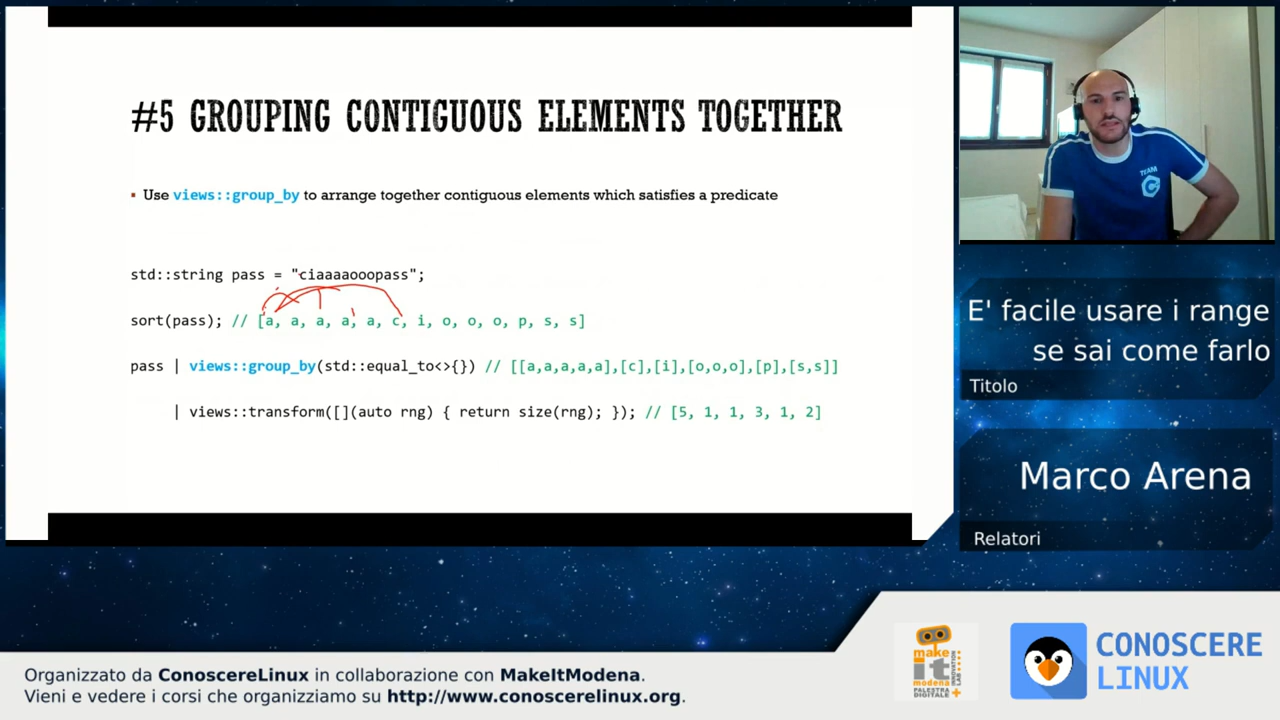 #5 GROUPING CONTIGUOUS ELEMENTS TOGETHER
▪ Use views::group_by to arrange together contiguous elements which satisfies a predicate
std::string pass = "ciaaaaooopass";
sort(pass); // [a, a, a, a, a, c, i, o, o, o, p, s, s]
pass | views::group_by(std::equal_to<>{}) // [[a,a,a,a,a],[c],[i],[o,o,o],[p],[s,s]]
| views::transform([](auto rng) { return size(rng); }); // [5, 1, 1, 3, 1, 2]
TEAM
E' facile usare i range
se sai come farlo
Titolo
Marco Arena
Relatori
make
it
modena
PALESTRA
DIGITALE
INNOVATION
LAB
CONOSCERE
LINUX
Organizzato da ConoscereLinux in collaborazione con MakeItModena.
Vieni e vedere i corsi che organizziamo su http://www.conoscerelinux.org.